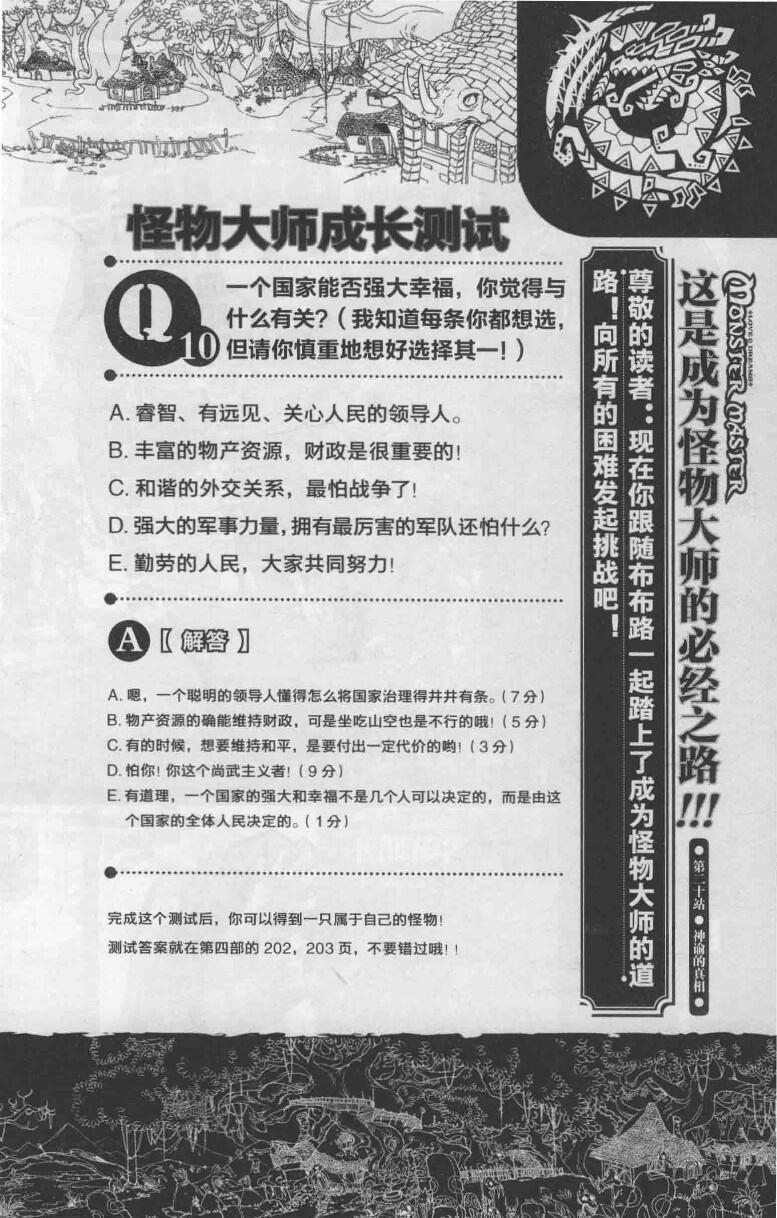 怪物大师成长测试
Q10
一个国家能否强大幸福，你觉得与
什么有关？（我知道每条你都想选，
但请你慎重地想好选择其一！）
A. 睿智、有远见、关心人民的领导人。
B. 丰富的物产资源，财政是很重要的！
C. 和谐的外交关系，最怕战争了！
D. 强大的军事力量，拥有最厉害的军队还怕什么？
E. 勤劳的人民，大家共同努力！
A【解答】
A. 嗯，一个聪明的领导人懂得怎么将国家治理得井井有条。（7分）
B. 物产资源的确能维持财政，可是坐吃山空也是不行的哦！（5分）
C. 有的时候，想要维持和平，是要付出一定代价的哟！（3分）
D. 怕你！你这个尚武主义者！（9分）
E. 有道理，一个国家的强大和幸福不是几个人可以决定的，而是由这
个国家的全体人民决定的。（1分）
完成这个测试后，你可以得到一只属于自己的怪物！
测试答案就在第四部的202，203页，不要错过哦！！
MONSTER MASTER
LOVE & DREAMS
这是成为怪物大师的必经之路!!!
●第二十站●神谕的真相●
尊敬的读者：现在你跟随布布路一起踏上了成为怪物大师的道
路！向所有的困难发起挑战吧！